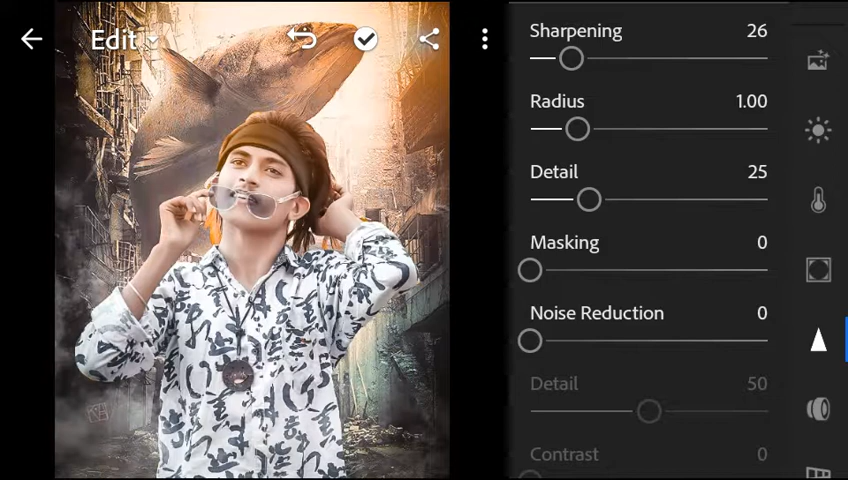 Edit
Sharpening 26
Radius 1.00
Detail 25
Masking 0
Noise Reduction 0
Detail 50
Contrast 0